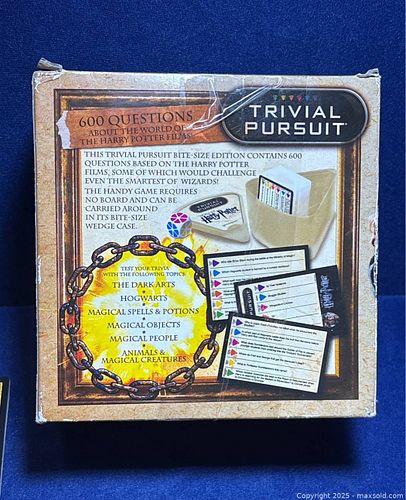 600 QUESTIONS
ABOUT THE WORLD OF
THE HARRY POTTER FILMS!
TRIVIAL
PURSUIT
THIS TRIVIAL PURSUIT BITE-SIZE EDITION CONTAINS 600
QUESTIONS BASED ON THE HARRY POTTER
FILMS, SOME OF WHICH WOULD CHALLENGE
EVEN THE SMARTEST OF WIZARDS!
THE HANDY GAME REQUIRES
NO BOARD AND CAN BE
CARRIED AROUND
IN ITS BITE-SIZE
WEDGE CASE.
TRIVIAL
PURSUIT
Harry Potter
TEST YOUR TRIVIA
WITH THE FOLLOWING TOPICS:
THE DARK ARTS
HOGWARTS
MAGICAL SPELLS & POTIONS
MAGICAL OBJECTS
MAGICAL PEOPLE
ANIMALS &
MAGICAL CREATURES
Copyright © 2025 - maxsold.com